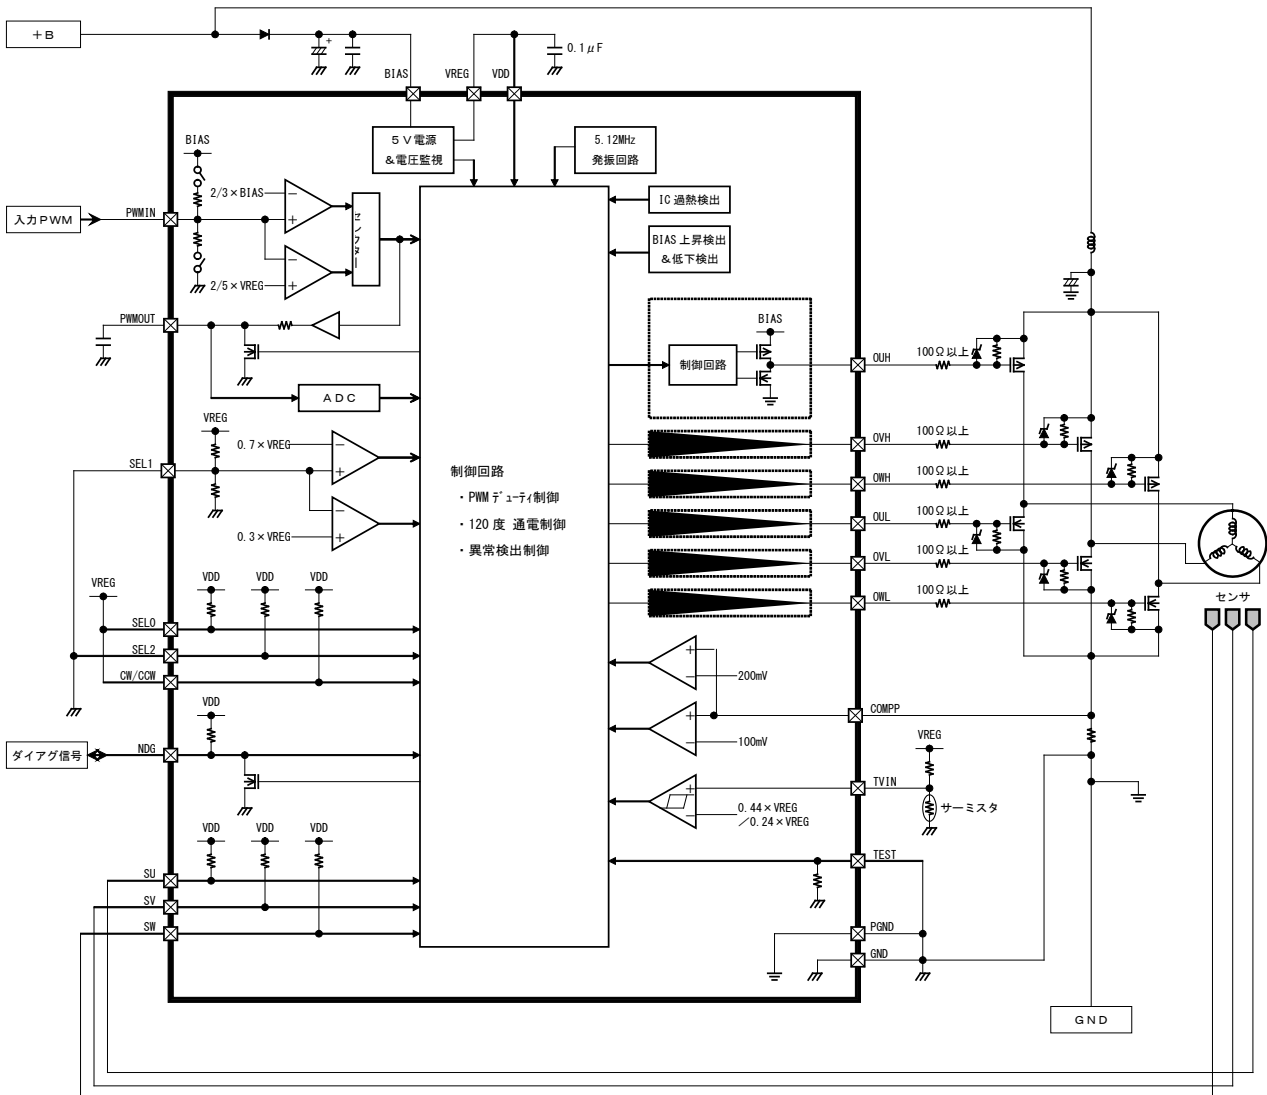 +B
0.1μF
BIAS
VREG
VDD
5V電源
&電圧監視
5.12MHz
発振回路
BIAS
2/3×BIAS
入力PWM
PWMIN
セレクター
2/5×VREG
IC過熱検出
BIAS上昇検出
&低下検出
PWMOUT
BIAS
制御回路
OUH
100Ω以上
ADC
VREG
0.7×VREG
SEL1
0.3×VREG
制御回路
・PWMデューティ制御
・120度 通電制御
・異常検出制御
OVH
100Ω以上
OWH
100Ω以上
OUL
100Ω以上
OVL
100Ω以上
OWL
100Ω以上
センサ
VREG
VDD
VDD
VDD
SEL0
SEL2
CW/CCW
200mV
VDD
COMPP
100mV
ダイアグ信号
NDG
VREG
TVIN
0.44×VREG
/0.24×VREG
サーミスタ
VDD
VDD
VDD
TEST
SU
SV
SW
PGND
GND
GND